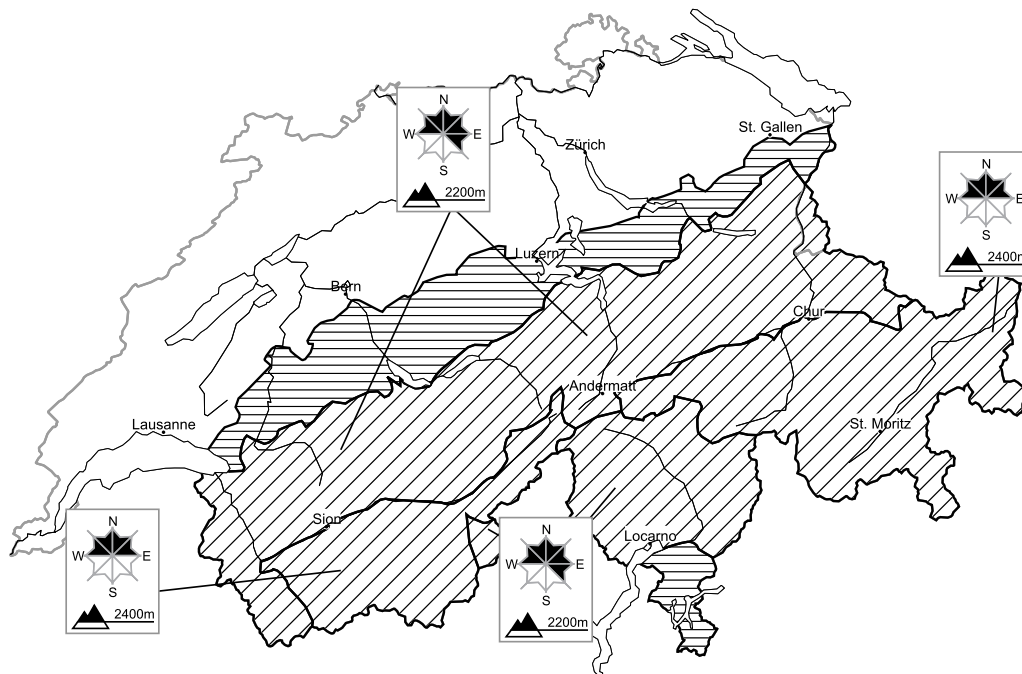 N
W E
S
2200m
St. Gallen
Zürich
N
W E
S
2400m
Luzern
Bern
Chur
Andermatt
Lausanne
St. Moritz
Sion
N
W E
S
2400m
N
W E
S
2200m
Locarno